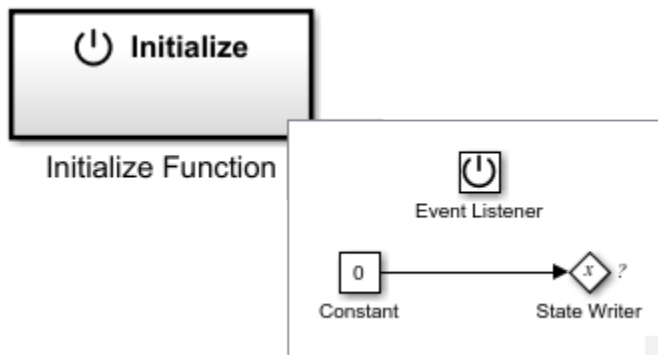 Initialize
Initialize Function
Event Listener
0
x ?
Constant
State Writer